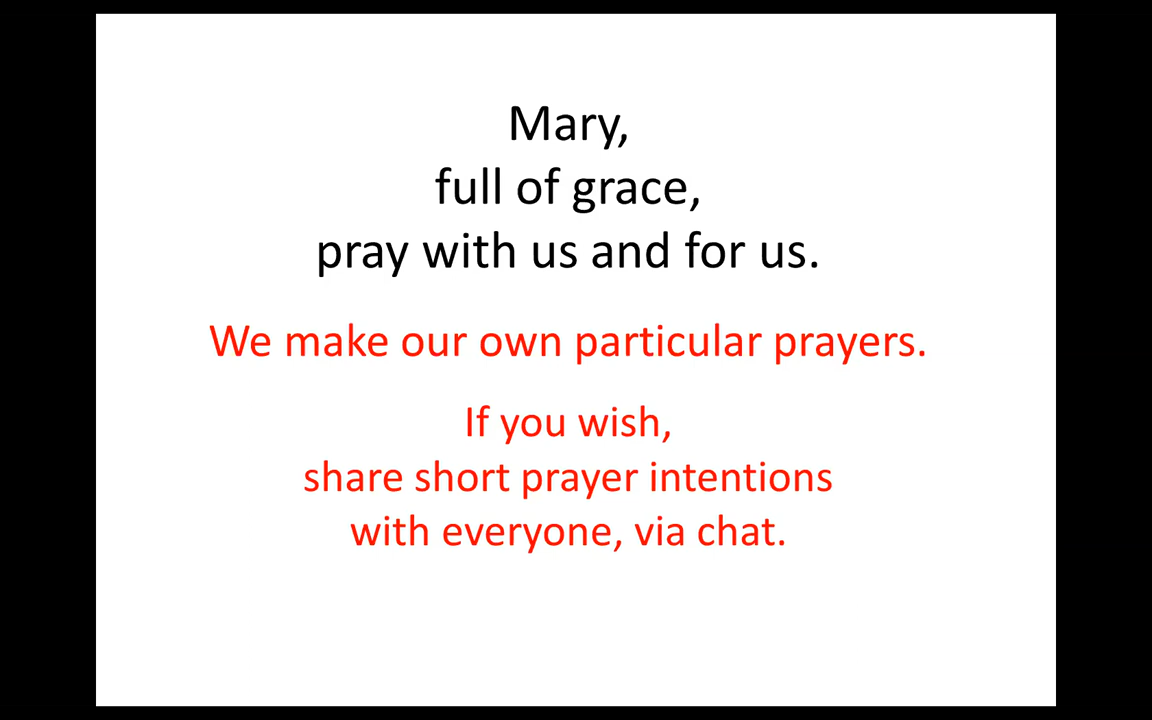 Mary,
full of grace,
pray with us and for us.
We make our own particular prayers.
If you wish,
share short prayer intentions
with everyone, via chat.